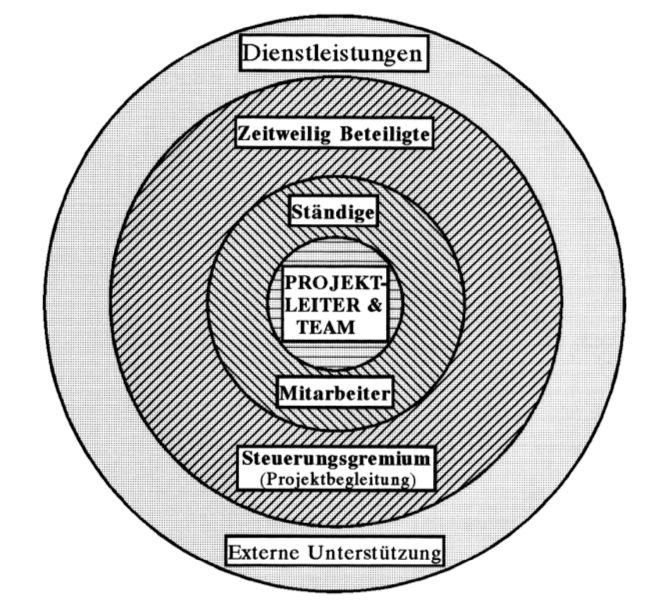 Dienstleistungen
Zeitweilig Beteiligte
Ständige
PROJEKT-
LEITER &
TEAM
Mitarbeiter
Steuerungsgremium
(Projektbegleitung)
Externe Unterstützung